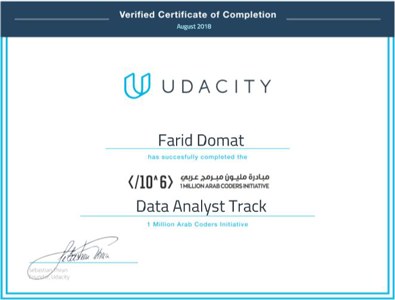 Verified Certificate of Completion
August 2018
UDACITY
Farid Domat
has succesfully completed the
</10^6>
مبادرة مليون مبرمج عربي
1 MILLION ARAB CODERS INITIATIVE
Data Analyst Track
1 Million Arab Coders Initiative
Sebastian Thrun
Founder, Udacity